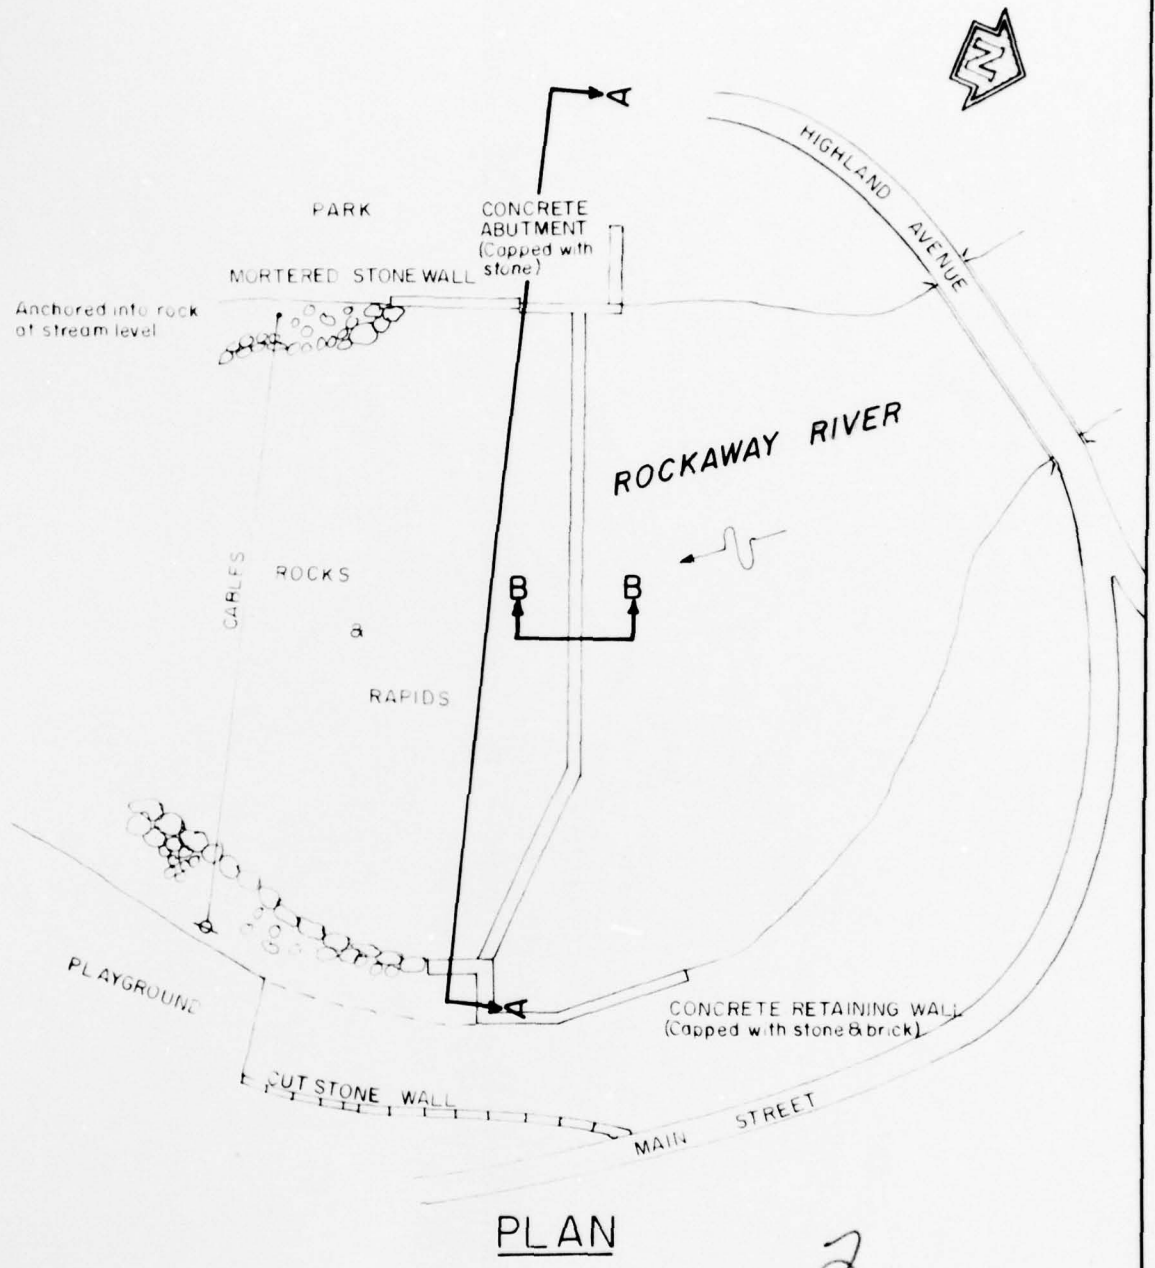 N
A
HIGHLAND AVENUE
PARK
CONCRETE
ABUTMENT
(Capped with
stone)
MORTERED STONE WALL
Anchored into rock
at stream level
ROCKAWAY RIVER
CABLES
ROCKS
&
RAPIDS
B B
PLAYGROUND
A
CONCRETE RETAINING WALL
(Capped with stone & brick)
CUT STONE WALL
MAIN STREET
PLAN
2